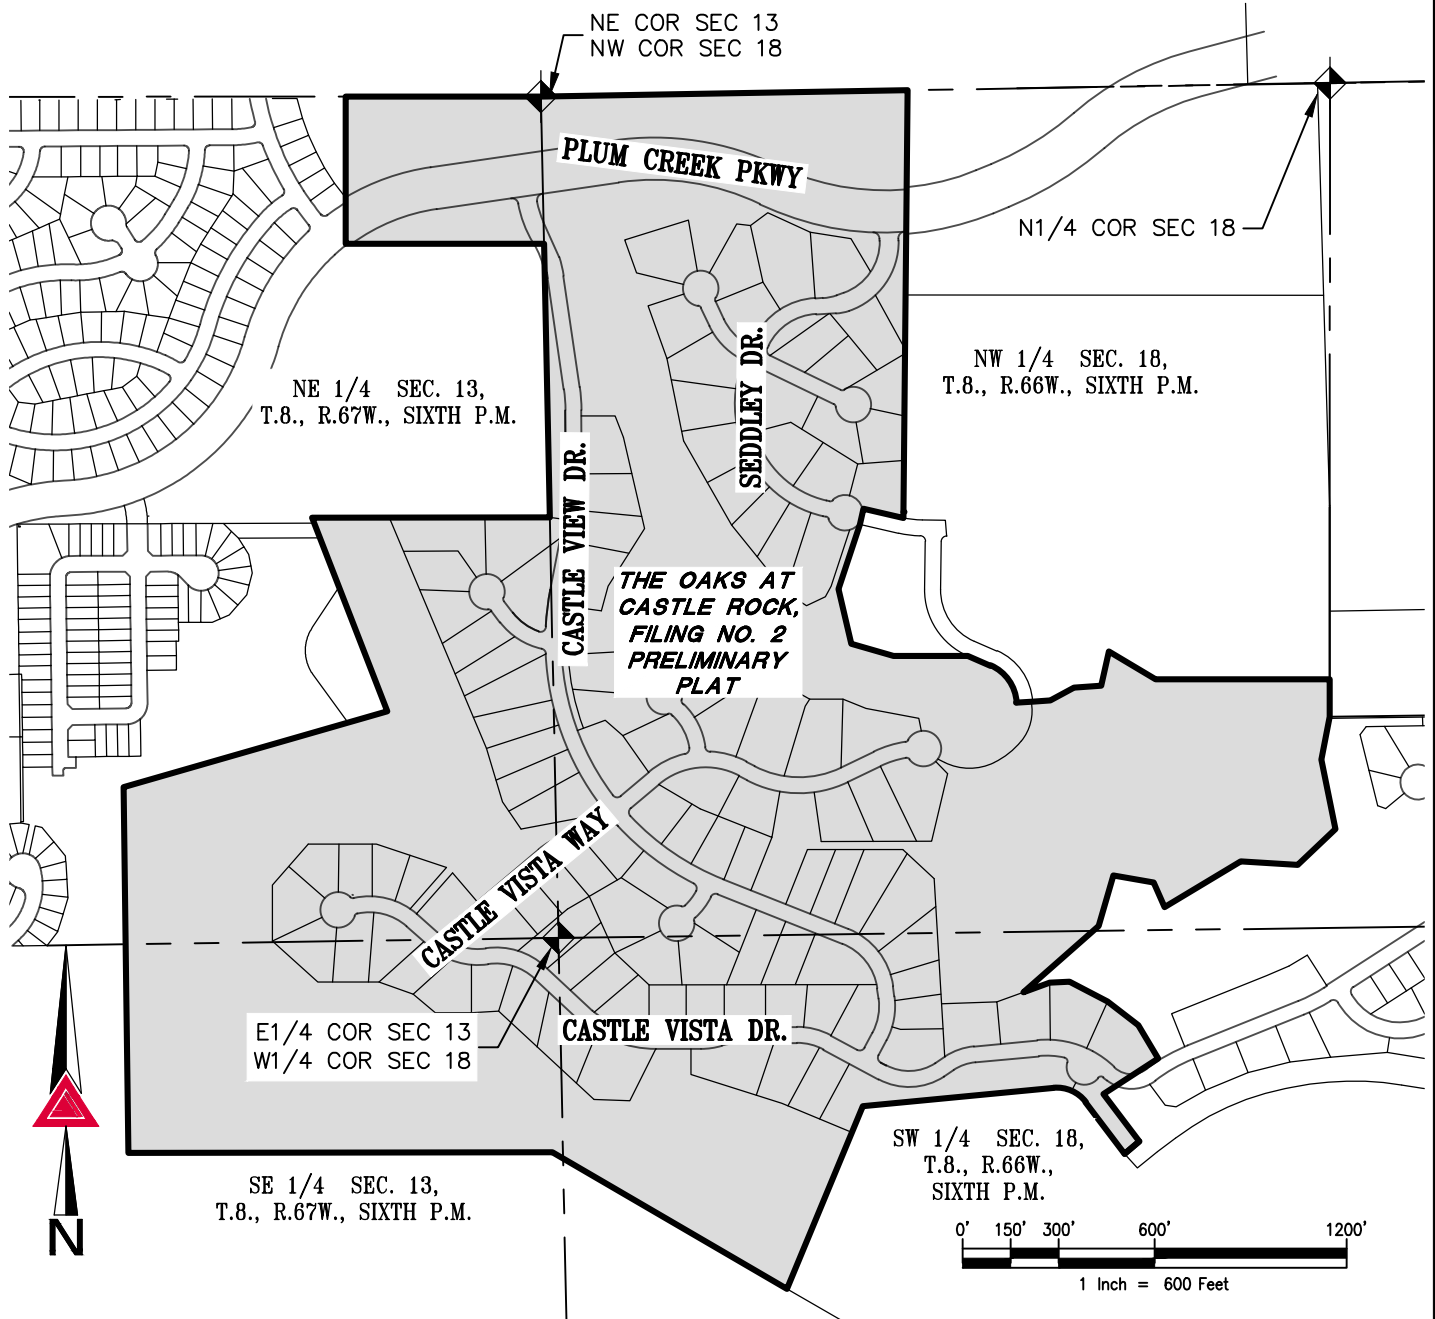 NE COR SEC 13
NW COR SEC 18
PLUM CREEK PKWY
N1/4 COR SEC 18
SEDDLEY DR.
NE 1/4 SEC. 13,
T.8., R.67W., SIXTH P.M.
NW 1/4 SEC. 18,
T.8., R.66W., SIXTH P.M.
CASTLE VIEW DR.
THE OAKS AT
CASTLE ROCK,
FILING NO. 2
PRELIMINARY
PLAT
CASTLE VISTA WAY
E1/4 COR SEC 13
W1/4 COR SEC 18
CASTLE VISTA DR.
SE 1/4 SEC. 13,
T.8., R.67W., SIXTH P.M.
SW 1/4 SEC. 18,
T.8., R.66W.,
SIXTH P.M.
N
0' 150' 300' 600' 1200'
1 Inch = 600 Feet